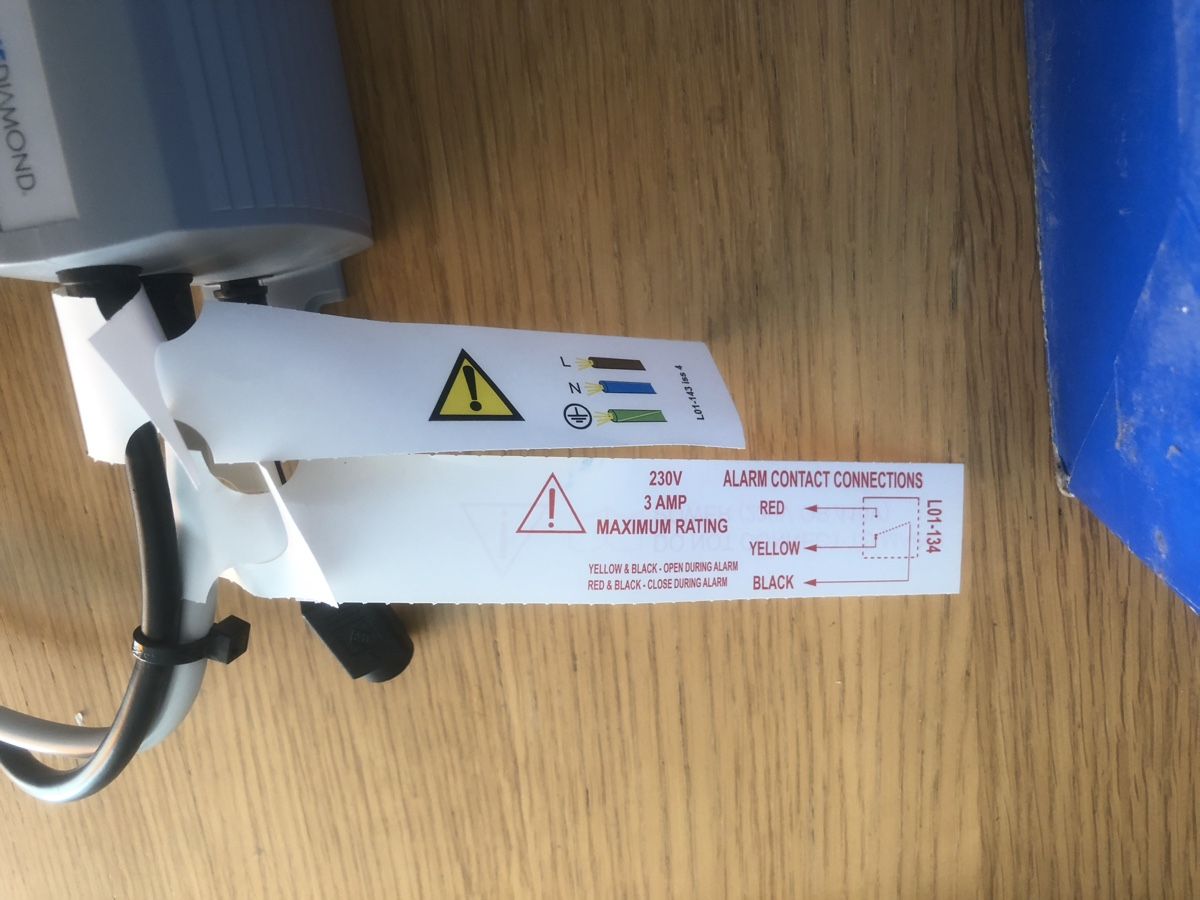 DIAMOND
L
N
L01-143 iss 4
230V
3 AMP
MAXIMUM RATING
YELLOW & BLACK - OPEN DURING ALARM
RED & BLACK - CLOSE DURING ALARM
ALARM CONTACT CONNECTIONS
RED
YELLOW
BLACK
L01-134